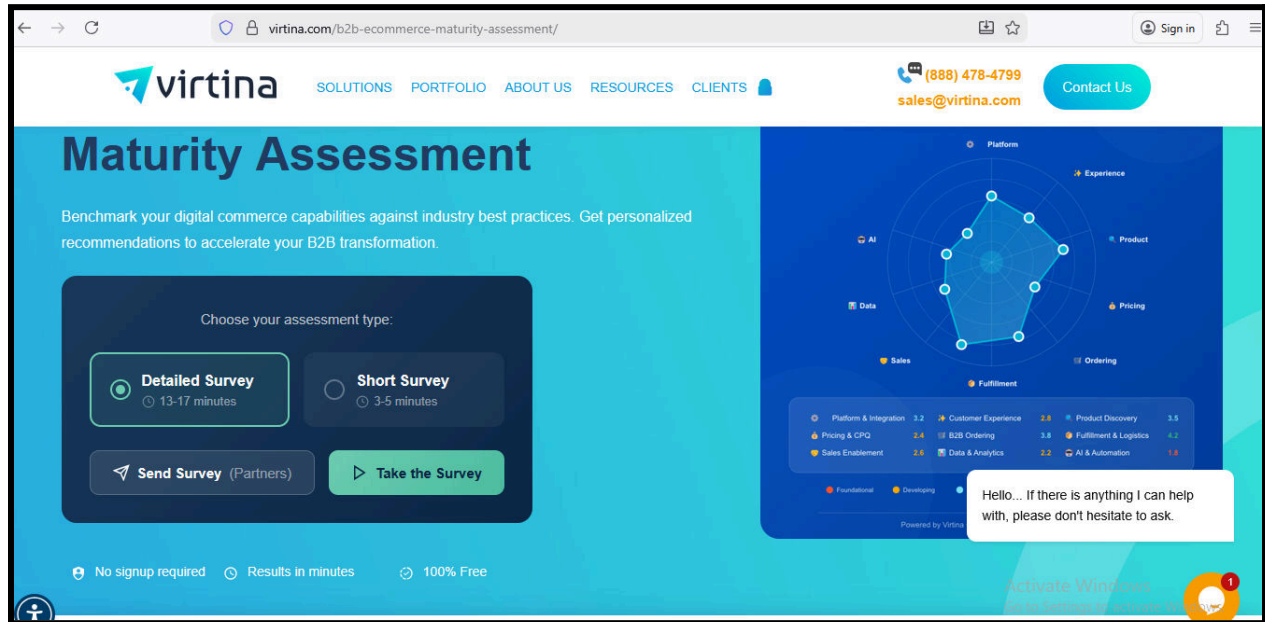 virtina.com/b2b-ecommerce-maturity-assessment/
Sign in
virtina
SOLUTIONS PORTFOLIO ABOUT US RESOURCES CLIENTS
(888) 478-4799
sales@virtina.com
Contact Us
Maturity Assessment
Benchmark your digital commerce capabilities against industry best practices. Get personalized
recommendations to accelerate your B2B transformation.
Choose your assessment type:
Detailed Survey
13-17 minutes
Short Survey
3-5 minutes
Send Survey (Partners)
Take the Survey
No signup required Results in minutes 100% Free
Platform
Experience
AI
Product
Data
Pricing
Sales
Ordering
Fulfillment
Platform & Integration 3.2 Customer Experience 2.8 Product Discovery 3.5
Pricing & CPQ 2.4 B2B Ordering 3.8 Fulfillment & Logistics 4.2
Sales Enablement 2.6 Data & Analytics 2.2 AI & Automation 1.8
Foundational Developing
Powered by Virtina
Hello... If there is anything I can help
with, please don't hesitate to ask.
Activate Windows
1